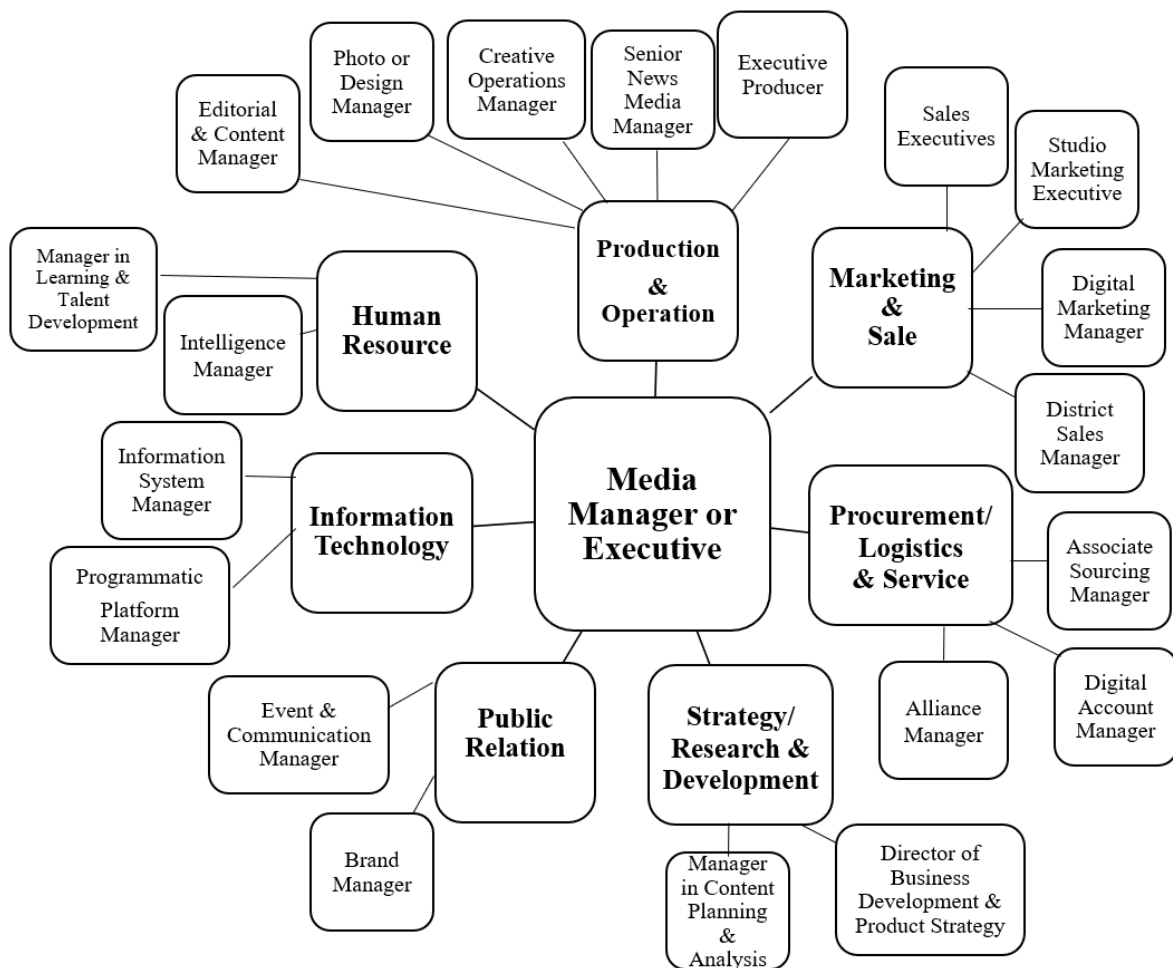 Media
Manager or
Executive
Production
&
Operation
Editorial
& Content
Manager
Photo or
Design
Manager
Creative
Operations
Manager
Senior
News
Media
Manager
Executive
Producer
Marketing
&
Sale
Sales
Executives
Studio
Marketing
Executive
Digital
Marketing
Manager
District
Sales
Manager
Procurement/
Logistics
& Service
Associate
Sourcing
Manager
Digital
Account
Manager
Alliance
Manager
Strategy/
Research &
Development
Director of
Business
Development &
Product Strategy
Manager
in Content
Planning
&
Analysis
Public
Relation
Brand
Manager
Event &
Communication
Manager
Information
Technology
Programmatic
Platform
Manager
Information
System
Manager
Human
Resource
Intelligence
Manager
Manager in
Learning &
Talent
Development